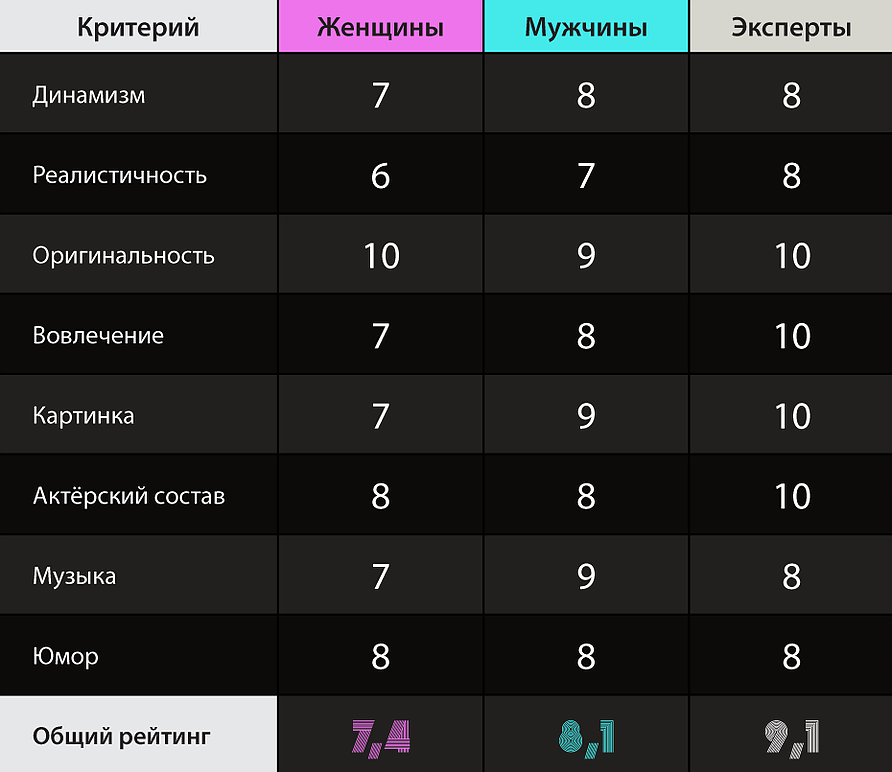 Критерий Женщины Мужчины Эксперты
Динамизм 7 8 8
Реалистичность 6 7 8
Оригинальность 10 9 10
Вовлечение 7 8 10
Картинка 7 9 10
Актёрский состав 8 8 10
Музыка 7 9 8
Юмор 8 8 8
Общий рейтинг 7,4 8,1 9,1